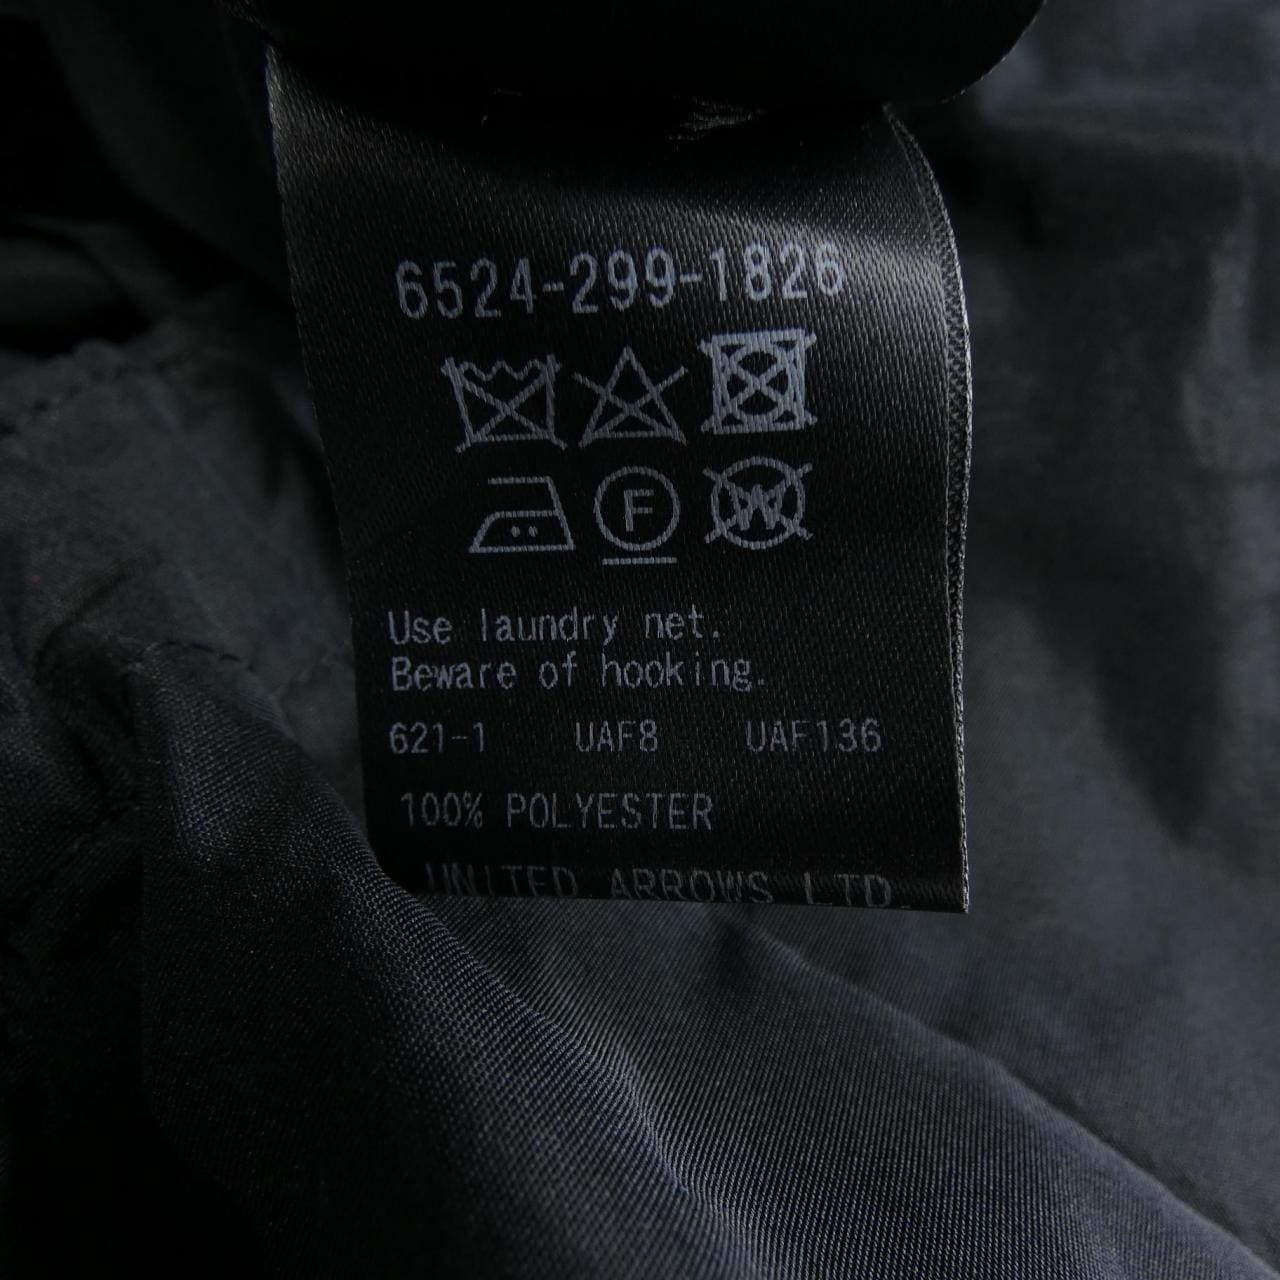 6524-299-1826
F W
Use laundry net.
Beware of hooking.
621-1 UAF8 UAF136
100% POLYESTER
UNITED ARROWS LTD.